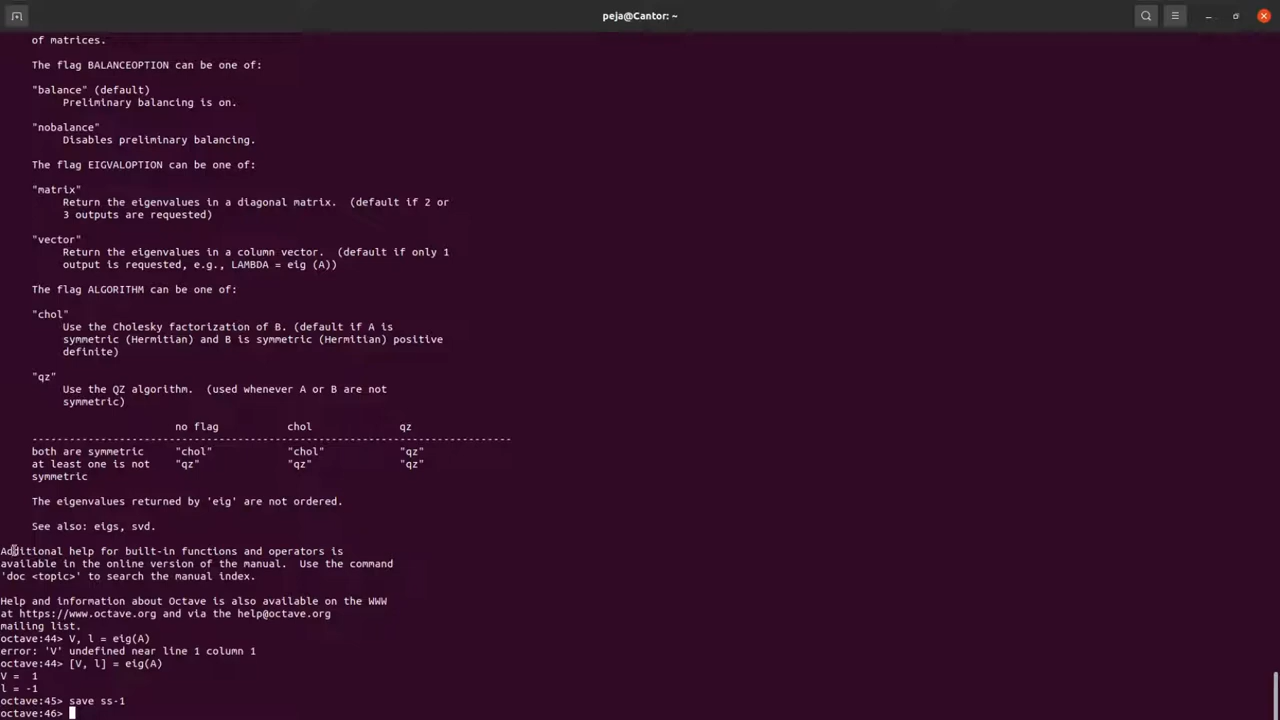 peja@Cantor: ~
of matrices.
The flag BALANCEOPTION can be one of:
"balance" (default)
Preliminary balancing is on.
"nobalance"
Disables preliminary balancing.
The flag EIGVALOPTION can be one of:
"matrix"
Return the eigenvalues in a diagonal matrix.  (default if 2 or
3 outputs are requested)
"vector"
Return the eigenvalues in a column vector.  (default if only 1
output is requested, e.g., LAMBDA = eig (A))
The flag ALGORITHM can be one of:
"chol"
Use the Cholesky factorization of B. (default if A is
symmetric (Hermitian) and B is symmetric (Hermitian) positive
definite)
"qz"
Use the QZ algorithm.  (used whenever A or B are not
symmetric)
no flag chol qz
-----------------------------------------------------------------------------
both are symmetric "chol" "chol" "qz"
at least one is not "qz" "qz" "qz"
symmetric
The eigenvalues returned by 'eig' are not ordered.
See also: eigs, svd.
Additional help for built-in functions and operators is
available in the online version of the manual.  Use the command
'doc <topic>' to search the manual index.
Help and information about Octave is also available on the WWW
at https://www.octave.org and via the help@octave.org
mailing list.
octave:44> V, l = eig(A)
error: 'V' undefined near line 1 column 1
octave:44> [V, l] = eig(A)
V =  1
l = -1
octave:45> save ss-1
octave:46>